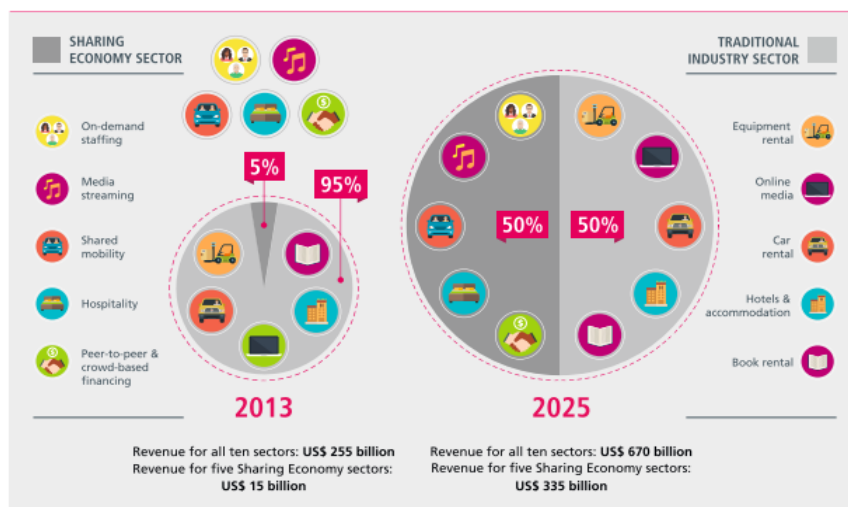 SHARING
ECONOMY SECTOR
On-demand
staffing
Media
streaming
Shared
mobility
Hospitality
Peer-to-peer &
crowd-based
financing
5%
95%
2013
Revenue for all ten sectors: US$ 255 billion
Revenue for five Sharing Economy sectors:
US$ 15 billion
50%
50%
2025
Revenue for all ten sectors: US$ 670 billion
Revenue for five Sharing Economy sectors:
US$ 335 billion
TRADITIONAL
INDUSTRY SECTOR
Equipment
rental
Online
media
Car
rental
Hotels &
accommodation
Book rental